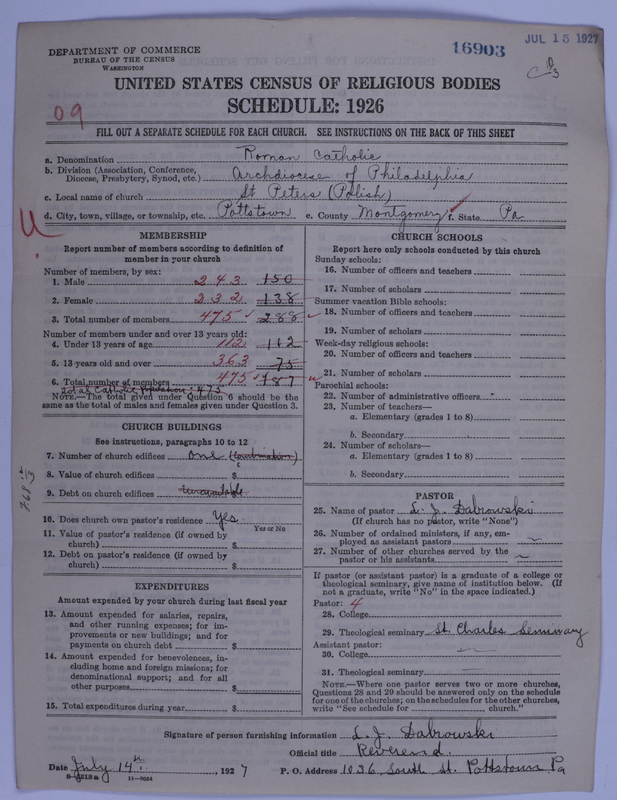 DEPARTMENT OF COMMERCE
BUREAU OF THE CENSUS
WASHINGTON
16903
JUL 15 1927
UNITED STATES CENSUS OF RELIGIOUS BODIES
SCHEDULE: 1926
09
FILL OUT A SEPARATE SCHEDULE FOR EACH CHURCH. SEE INSTRUCTIONS ON THE BACK OF THIS SHEET
a. Denomination Roman Catholic
b. Division (Association, Conference, Diocese, Presbytery, Synod, etc.) Archdiocese of Philadelphia
c. Local name of church St Peters (Polish)
d. City, town, village, or township, etc. Pottstown e. County Montgomery f. State Pa
MEMBERSHIP
Report number of members according to definition of
member in your church
Number of members, by sex:
1. Male 243 150
2. Female 232 138
3. Total number of members 475 288
Number of members under and over 13 years old:
4. Under 13 years of age 112 112
5. 13 years old and over 363 75
6. Total number of members 475 187
Total Catholic population: 475
NOTE.—The total given under Question 6 should be the
same as the total of males and females given under Question 3.
CHURCH BUILDINGS
See instructions, paragraphs 10 to 12
7. Number of church edifices one (Combination)
8. Value of church edifices $
9. Debt on church edifices unavailable
10. Does church own pastor's residence? Yes
Yes or No
11. Value of pastor's residence (if owned by
church) $
12. Debt on pastor's residence (if owned by
church) $
EXPENDITURES
Amount expended by your church during last fiscal year
13. Amount expended for salaries, repairs,
and other running expenses; for im-
provements or new buildings; and for
payments on church debt $
14. Amount expended for benevolences, in-
cluding home and foreign missions; for
denominational support; and for all
other purposes $
15. Total expenditures during year $
CHURCH SCHOOLS
Report here only schools conducted by this church
Sunday schools:
16. Number of officers and teachers
17. Number of scholars
Summer vacation Bible schools:
18. Number of officers and teachers
19. Number of scholars
Week-day religious schools:
20. Number of officers and teachers
21. Number of scholars
Parochial schools:
22. Number of administrative officers
23. Number of teachers—
a. Elementary (grades 1 to 8)
b. Secondary
24. Number of scholars—
a. Elementary (grades 1 to 8)
b. Secondary
PASTOR
25. Name of pastor L. J. Dabrowski
(If church has no pastor, write "None")
26. Number of ordained ministers, if any, em-
ployed as assistant pastors
27. Number of other churches served by the
pastor or his assistants
If pastor (or assistant pastor) is a graduate of a college or
theological seminary, give name of institution below. (If
not a graduate, write "No" in the space indicated.)
Pastor: 4
28. College
29. Theological seminary St. Charles Seminary
Assistant pastor:
30. College
31. Theological seminary
NOTE.—Where one pastor serves two or more churches,
Questions 28 and 29 should be answered only on the schedule
for one of the churches; on the schedules for the other churches,
write "See schedule for church."
Signature of person furnishing information L. J. Dabrowski
Official title Reverend.
Date July 14th, 1927 P. O. Address 1036 South St. Pottstown Pa
8-4513a 11-9054